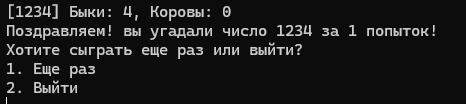 [1234] Быки: 4, Коровы: 0
Поздравляем! вы угадали число 1234 за 1 попыток!
Хотите сыграть еще раз или выйти?
1. Еще раз
2. Выйти